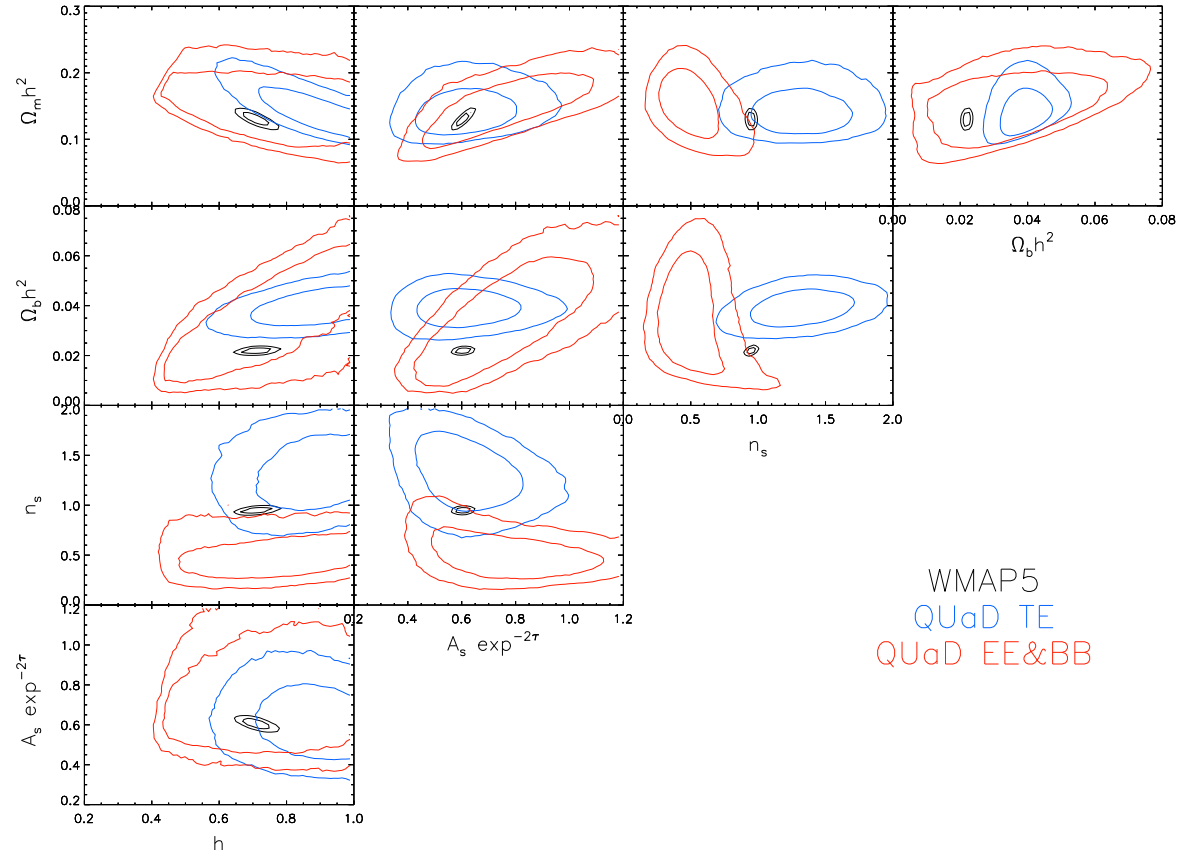 0.3
0.2
0.1
0.0
Ω_m h²
0.00 0.02 0.04 0.06 0.08
Ω_b h²
0.08
0.06
0.04
0.02
0.00
Ω_b h²
0.0 0.5 1.0 1.5 2.0
n_s
2.0
1.5
1.0
0.5
0.0
n_s
0.2 0.4 0.6 0.8 1.0 1.2
A_s exp^{-2τ}
1.2
1.0
0.8
0.6
0.4
0.2
A_s exp^{-2τ}
0.2 0.4 0.6 0.8 1.0
h
WMAP5
QUaD TE
QUaD EE&BB